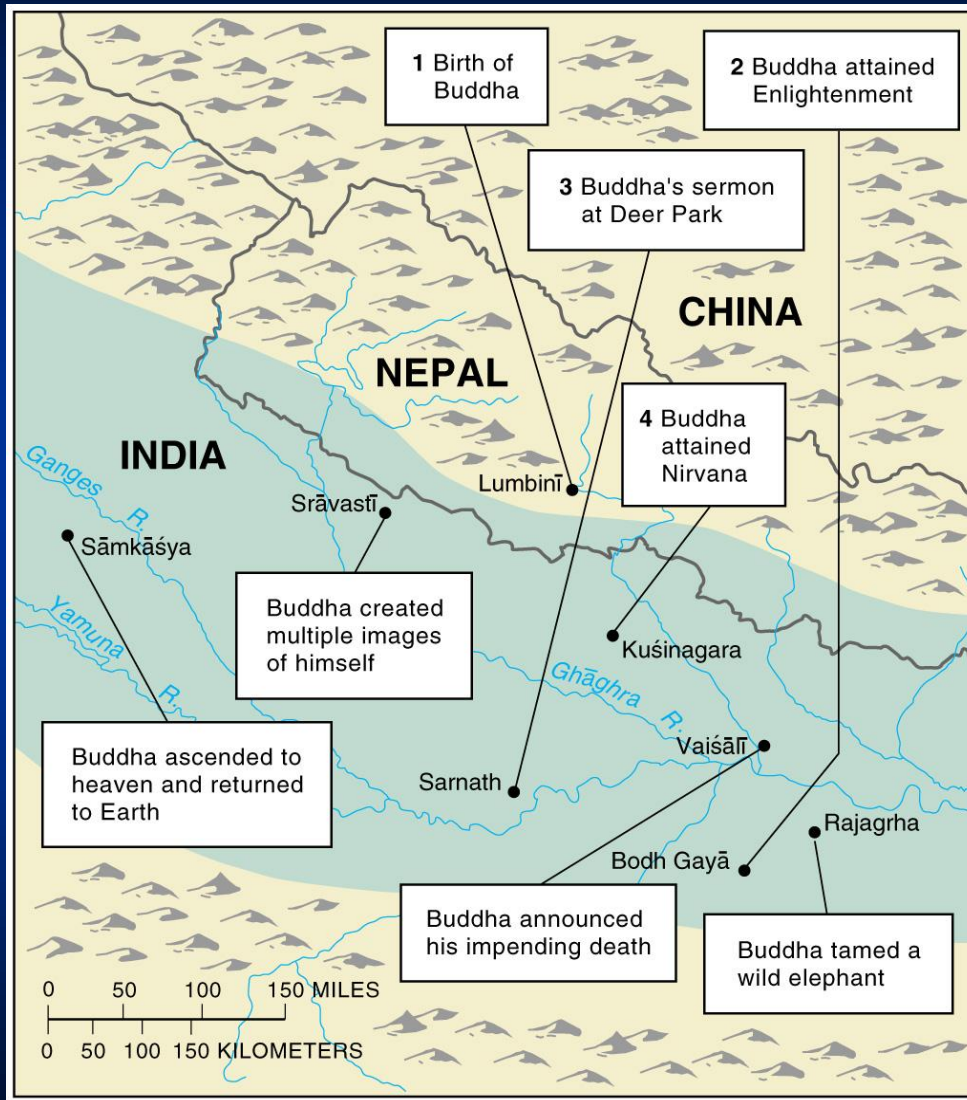 1 Birth of
Buddha
2 Buddha attained
Enlightenment
3 Buddha's sermon
at Deer Park
CHINA
NEPAL
4 Buddha
attained
Nirvana
INDIA
Ganges
R.
Lumbinī
Srāvastī
Sāmkāśya
Buddha created
multiple images
of himself
Kuśinagara
Yamuna
R.
Ghāghra
R.
Vaiśālī
Buddha ascended to
heaven and returned
to Earth
Sarnath
Rajagrha
Bodh Gayā
Buddha announced
his impending death
Buddha tamed a
wild elephant
0 50 100 150 MILES
0 50 100 150 KILOMETERS